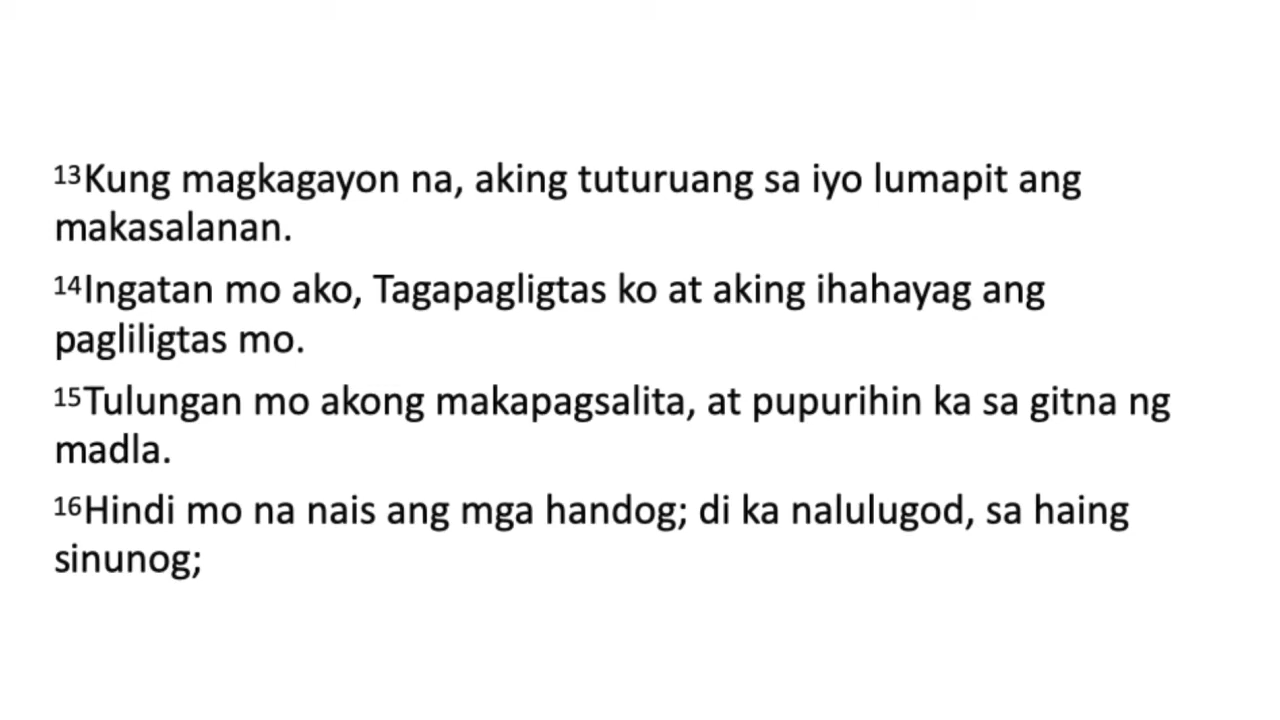 13Kung magkagayon na, aking tuturuang sa iyo lumapit ang
makasalanan.
14Ingatan mo ako, Tagapagligtas ko at aking ihahayag ang
pagliligtas mo.
15Tulungan mo akong makapagsalita, at pupurihin ka sa gitna ng
madla.
16Hindi mo na nais ang mga handog; di ka nalulugod, sa haing
sinunog;